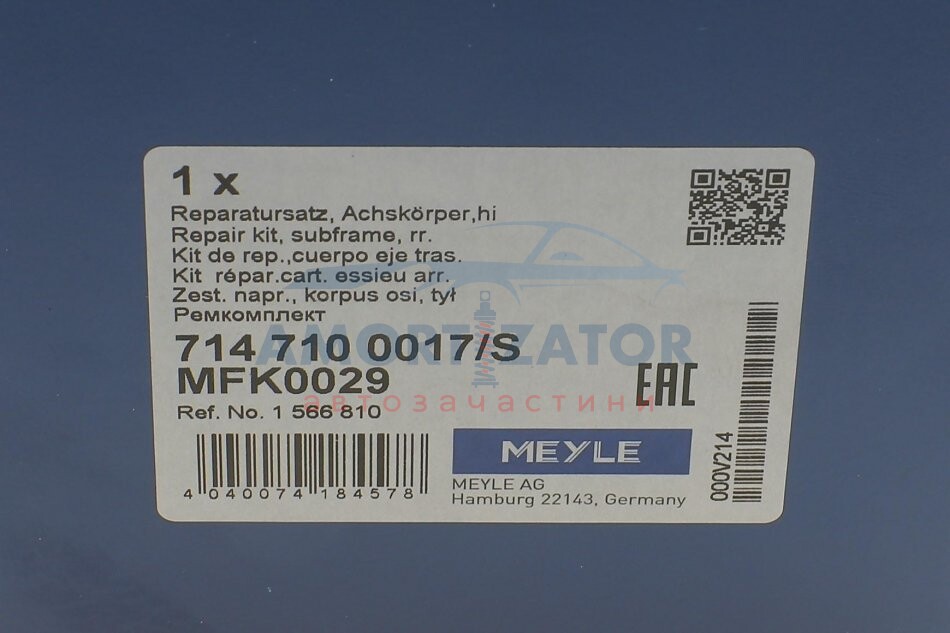 1 x
Reparatursatz, Achskörper,hi
Repair kit, subframe, rr.
Kit de rep.,cuerpo eje tras.
Kit répar.cart. essieu arr.
Zest. napr., korpus osi, tył
Ремкомплект
AMORTIZATOR
714 710 0017/S
MFK0029
EAC
автозачастини
Ref. No. 1 566 810
MEYLE
4 040074 184578
MEYLE AG
Hamburg 22143, Germany
000V214